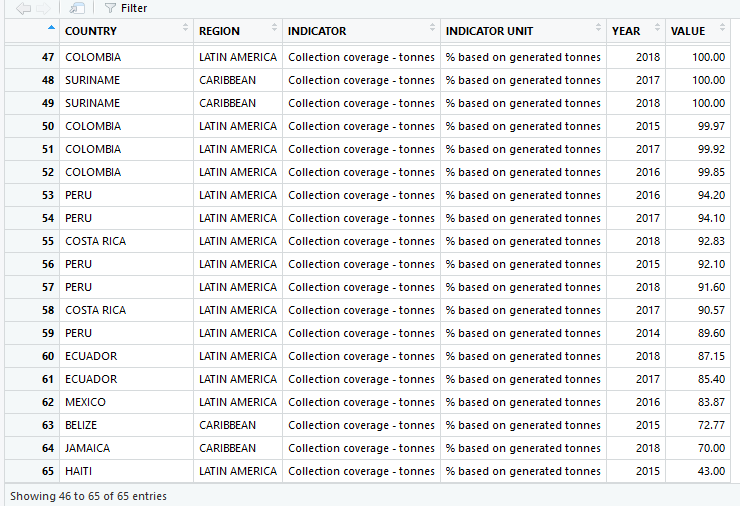 Filter
COUNTRY REGION INDICATOR INDICATOR UNIT YEAR VALUE
47 COLOMBIA LATIN AMERICA Collection coverage - tonnes % based on generated tonnes 2018 100.00
48 SURINAME CARIBBEAN Collection coverage - tonnes % based on generated tonnes 2017 100.00
49 SURINAME CARIBBEAN Collection coverage - tonnes % based on generated tonnes 2018 100.00
50 COLOMBIA LATIN AMERICA Collection coverage - tonnes % based on generated tonnes 2015 99.97
51 COLOMBIA LATIN AMERICA Collection coverage - tonnes % based on generated tonnes 2017 99.92
52 COLOMBIA LATIN AMERICA Collection coverage - tonnes % based on generated tonnes 2016 99.85
53 PERU LATIN AMERICA Collection coverage - tonnes % based on generated tonnes 2016 94.20
54 PERU LATIN AMERICA Collection coverage - tonnes % based on generated tonnes 2017 94.10
55 COSTA RICA LATIN AMERICA Collection coverage - tonnes % based on generated tonnes 2018 92.83
56 PERU LATIN AMERICA Collection coverage - tonnes % based on generated tonnes 2015 92.10
57 PERU LATIN AMERICA Collection coverage - tonnes % based on generated tonnes 2018 91.60
58 COSTA RICA LATIN AMERICA Collection coverage - tonnes % based on generated tonnes 2017 90.57
59 PERU LATIN AMERICA Collection coverage - tonnes % based on generated tonnes 2014 89.60
60 ECUADOR LATIN AMERICA Collection coverage - tonnes % based on generated tonnes 2018 87.15
61 ECUADOR LATIN AMERICA Collection coverage - tonnes % based on generated tonnes 2017 85.40
62 MEXICO LATIN AMERICA Collection coverage - tonnes % based on generated tonnes 2016 83.87
63 BELIZE CARIBBEAN Collection coverage - tonnes % based on generated tonnes 2015 72.77
64 JAMAICA CARIBBEAN Collection coverage - tonnes % based on generated tonnes 2018 70.00
65 HAITI LATIN AMERICA Collection coverage - tonnes % based on generated tonnes 2015 43.00
Showing 46 to 65 of 65 entries